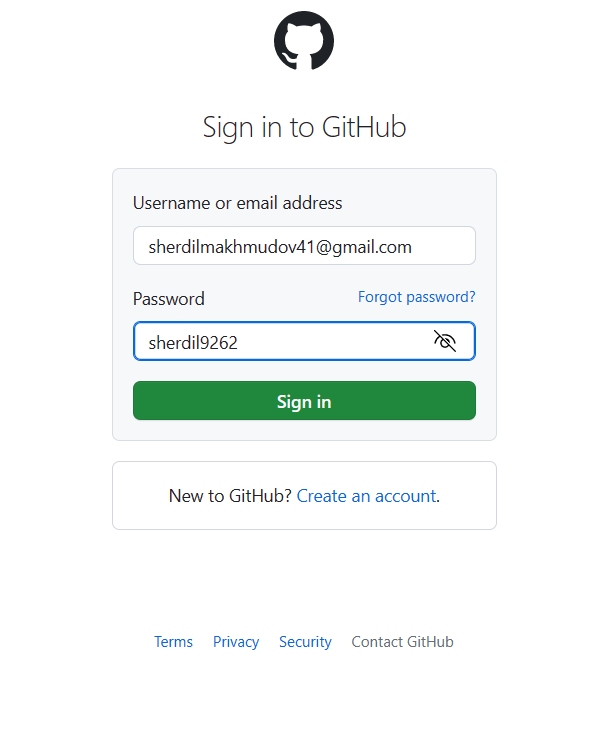 Sign in to GitHub
Username or email address
sherdilmakhmudov41@gmail.com
Password Forgot password?
sherdil9262
Sign in
New to GitHub? Create an account.
Terms Privacy Security Contact GitHub